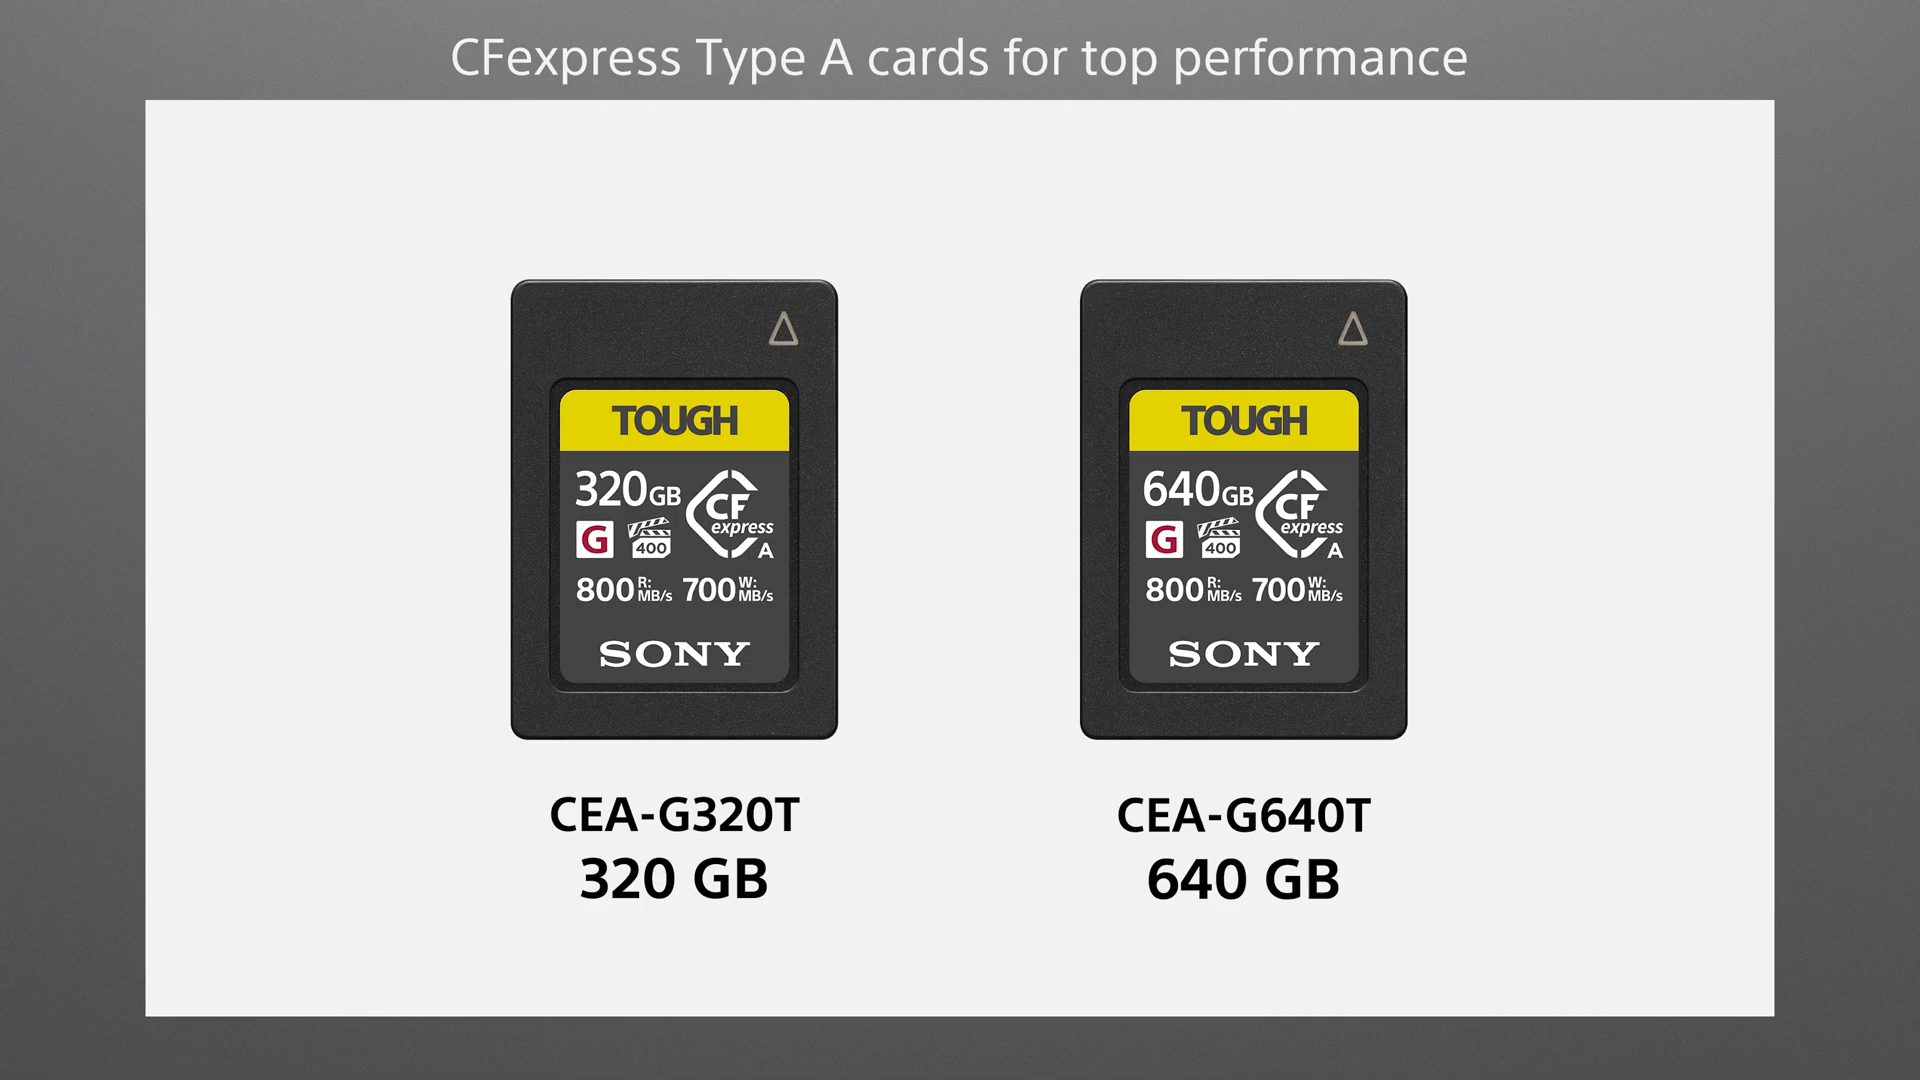 CFexpress Type A cards for top performance
TOUGH
320GB
CF
express
A
G
400
800 R: MB/s 700 W: MB/s
SONY
CEA-G320T
320 GB
TOUGH
640GB
CF
express
A
G
400
800 R: MB/s 700 W: MB/s
SONY
CEA-G640T
640 GB